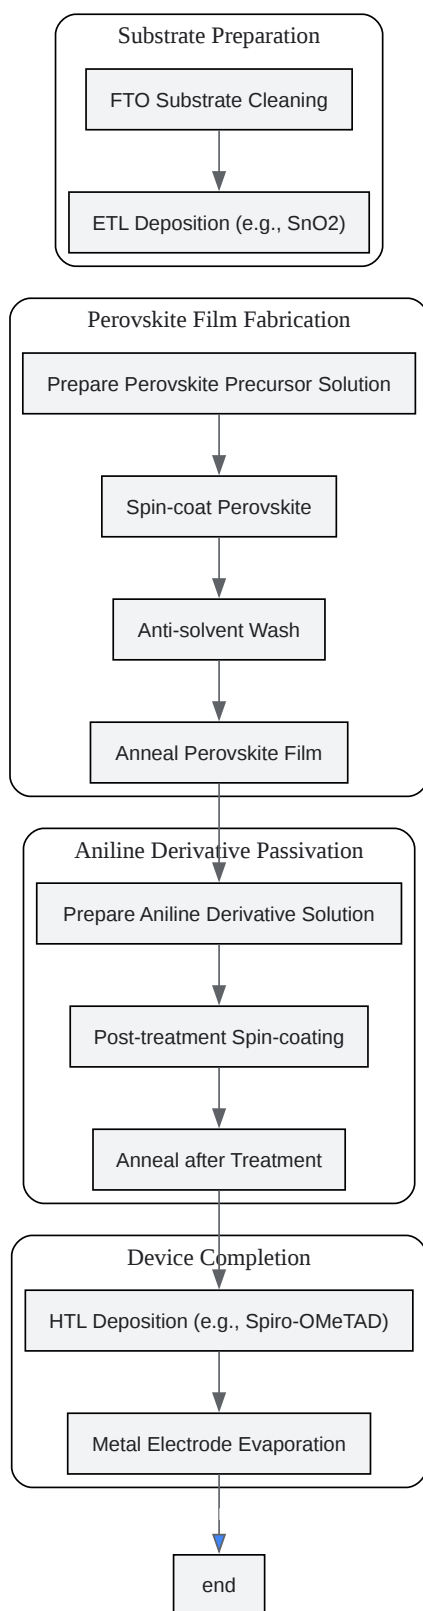 Substrate Preparation
FTO Substrate Cleaning
ETL Deposition (e.g., SnO2)
Perovskite Film Fabrication
Prepare Perovskite Precursor Solution
Spin-coat Perovskite
Anti-solvent Wash
Anneal Perovskite Film
Aniline Derivative Passivation
Prepare Aniline Derivative Solution
Post-treatment Spin-coating
Anneal after Treatment
Device Completion
HTL Deposition (e.g., Spiro-OMeTAD)
Metal Electrode Evaporation
end